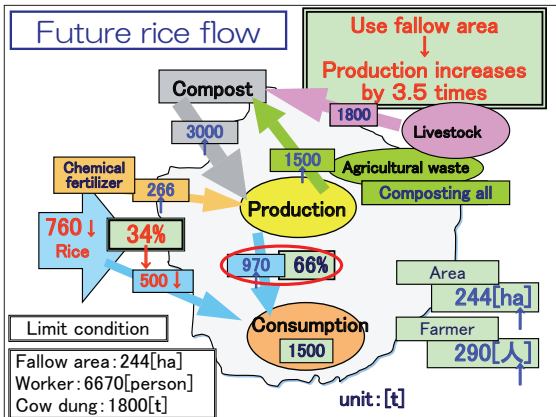 Future rice flow
Use fallow area
↓
Production increases
by 3.5 times
Compost
3000
↑
1800
Livestock
1500
↑
Agricultural waste
Composting all
Chemical
fertilizer
266
↑
Production
760↓
Rice
34%
500↓
970
↑
66%
Consumption
1500
Area
244[ha]
↑
Farmer
290[人]
↑
Limit condition
Fallow area:244[ha]
Worker:6670[person]
Cow dung:1800[t]
unit:[t]